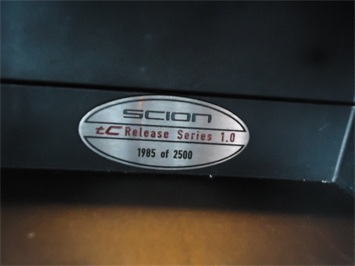 SCION
tC Release Series 1.0
1985 of 2500